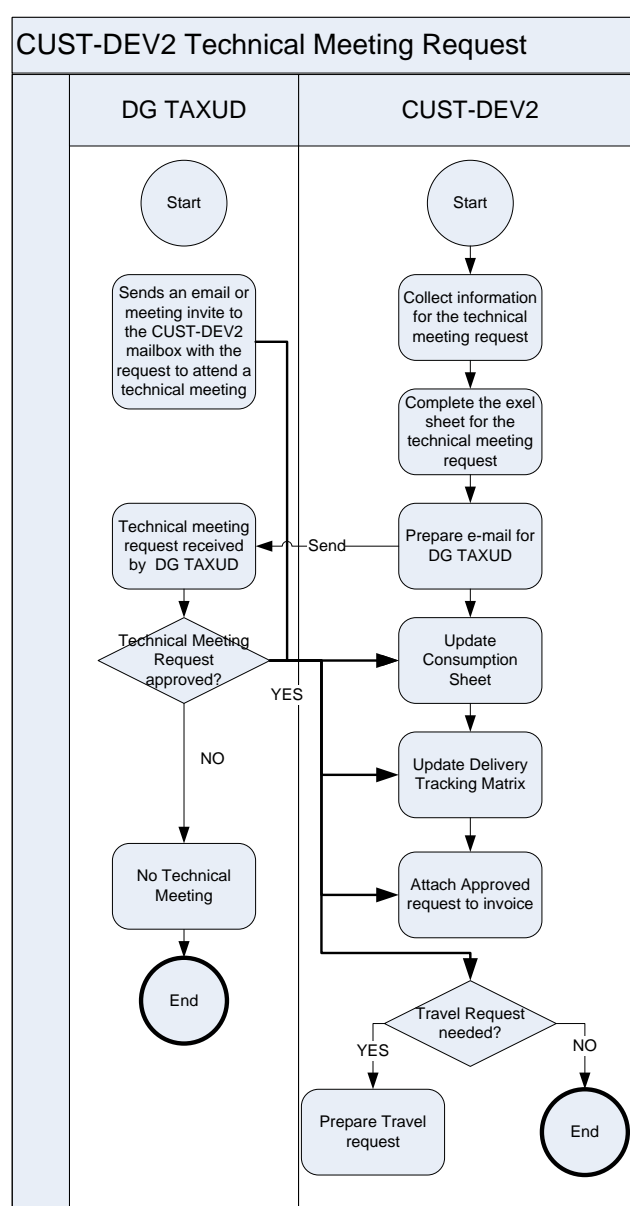 CUST-DEV2 Technical Meeting Request
DG TAXUD
CUST-DEV2
Start
Start
Sends an email or
meeting invite to
the CUST-DEV2
mailbox with the
request to attend a
technical meeting
Collect information
for the technical
meeting request
Complete the exel
sheet for the
technical meeting
request
Technical meeting
request received
by DG TAXUD
Send
Prepare e-mail for
DG TAXUD
Technical Meeting
Request
approved?
YES
Update
Consumption
Sheet
NO
Update Delivery
Tracking Matrix
No Technical
Meeting
Attach Approved
request to invoice
End
Travel Request
needed?
YES
NO
Prepare Travel
request
End